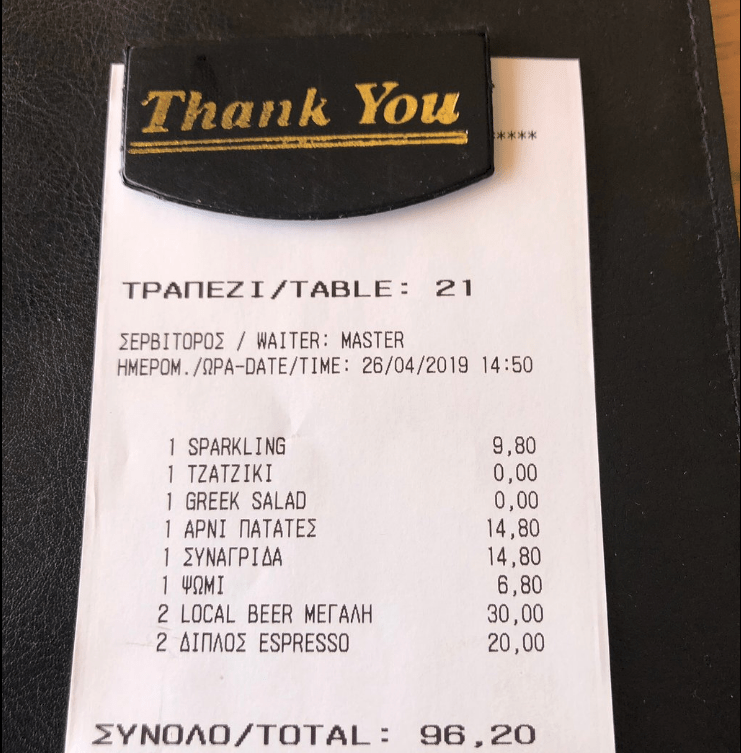 Thank You
*****
ΤΡΑΠΕΖΙ/TABLE: 21
ΣΕΡΒΙΤΟΡΟΣ / WAITER: MASTER
ΗΜΕΡΟΜ./ΩΡΑ-DATE/TIME: 26/04/2019 14:50
1 SPARKLING 9,80
1 TZATZIKI 0,00
1 GREEK SALAD 0,00
1 ΑΡΝΙ ΠΑΤΑΤΕΣ 14,80
1 ΣΥΝΑΓΡΙΔΑ 14,80
1 ΨΩΜΙ 6,80
2 LOCAL BEER ΜΕΓΑΛΗ 30,00
2 ΔΙΠΛΟΣ ESPRESSO 20,00
ΣΥΝΟΛΟ/TOTAL: 96,20